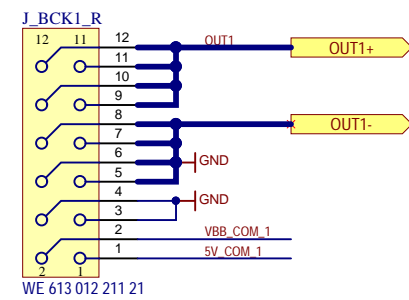 J_BCK1_R
12 11
12
OUT1
OUT1+
11
10
9
8
OUT1-
7
6
GND
5
4
GND
3
2
VBB_COM_1
1
5V_COM_1
2 1
WE 613 012 211 21